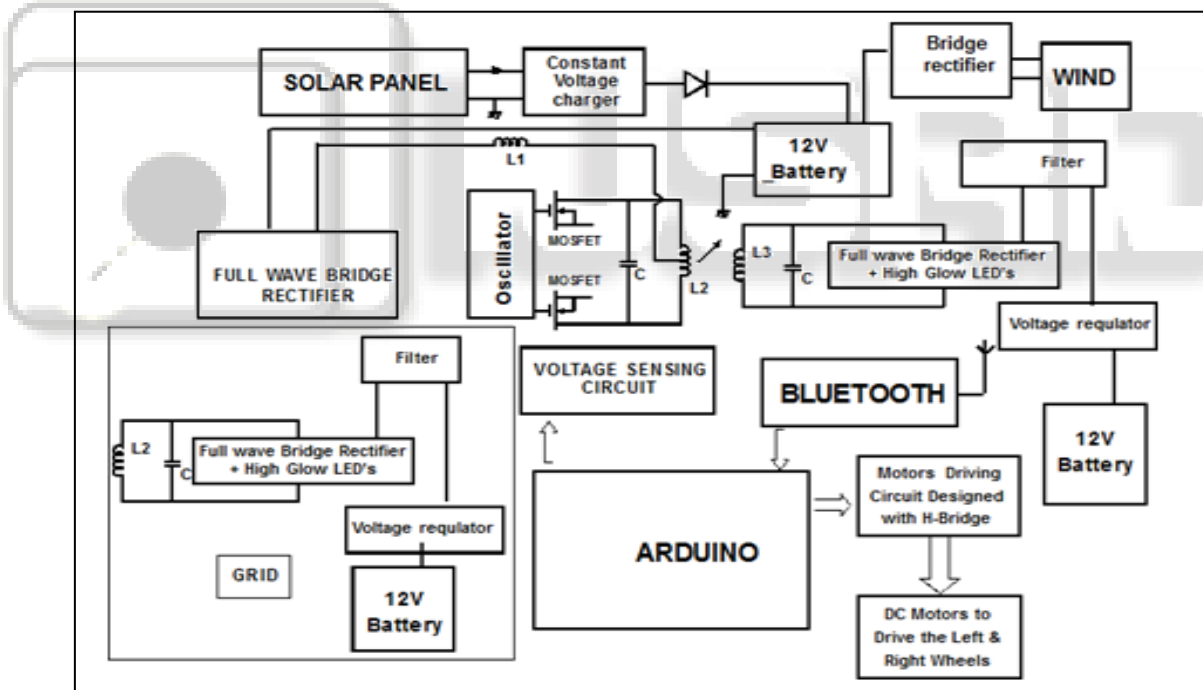 SOLAR PANEL
Constant
Voltage
charger
Bridge
rectifier
WIND
12V
_Battery
L1
Filter
Oscillator
MOSFET
MOSFET
C
L2
L3
C
Full wave Bridge Rectifier
+ High Glow LED's
FULL WAVE BRIDGE
RECTIFIER
Voltage requlator
Filter
VOLTAGE SENSING
CIRCUIT
BLUETOOTH
12V
Battery
L2
C
Full wave Bridge Rectifier
+ High Glow LED's
Motors Driving
Circuit Designed
with H-Bridge
Voltage requlator
ARDUINO
GRID
12V
Battery
DC Motors to
Drive the Left &
Right Wheels